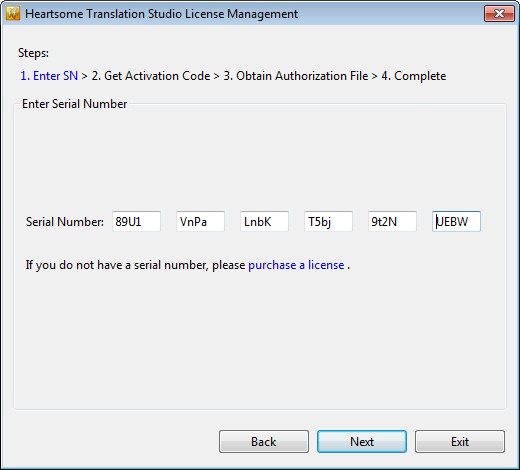 Heartsome Translation Studio License Management
Steps:
1. Enter SN > 2. Get Activation Code > 3. Obtain Authorization File > 4. Complete
Enter Serial Number
Serial Number: 89U1 VnPa LnbK T5bj 9t2N UEBW
If you do not have a serial number, please purchase a license .
Back Next Exit